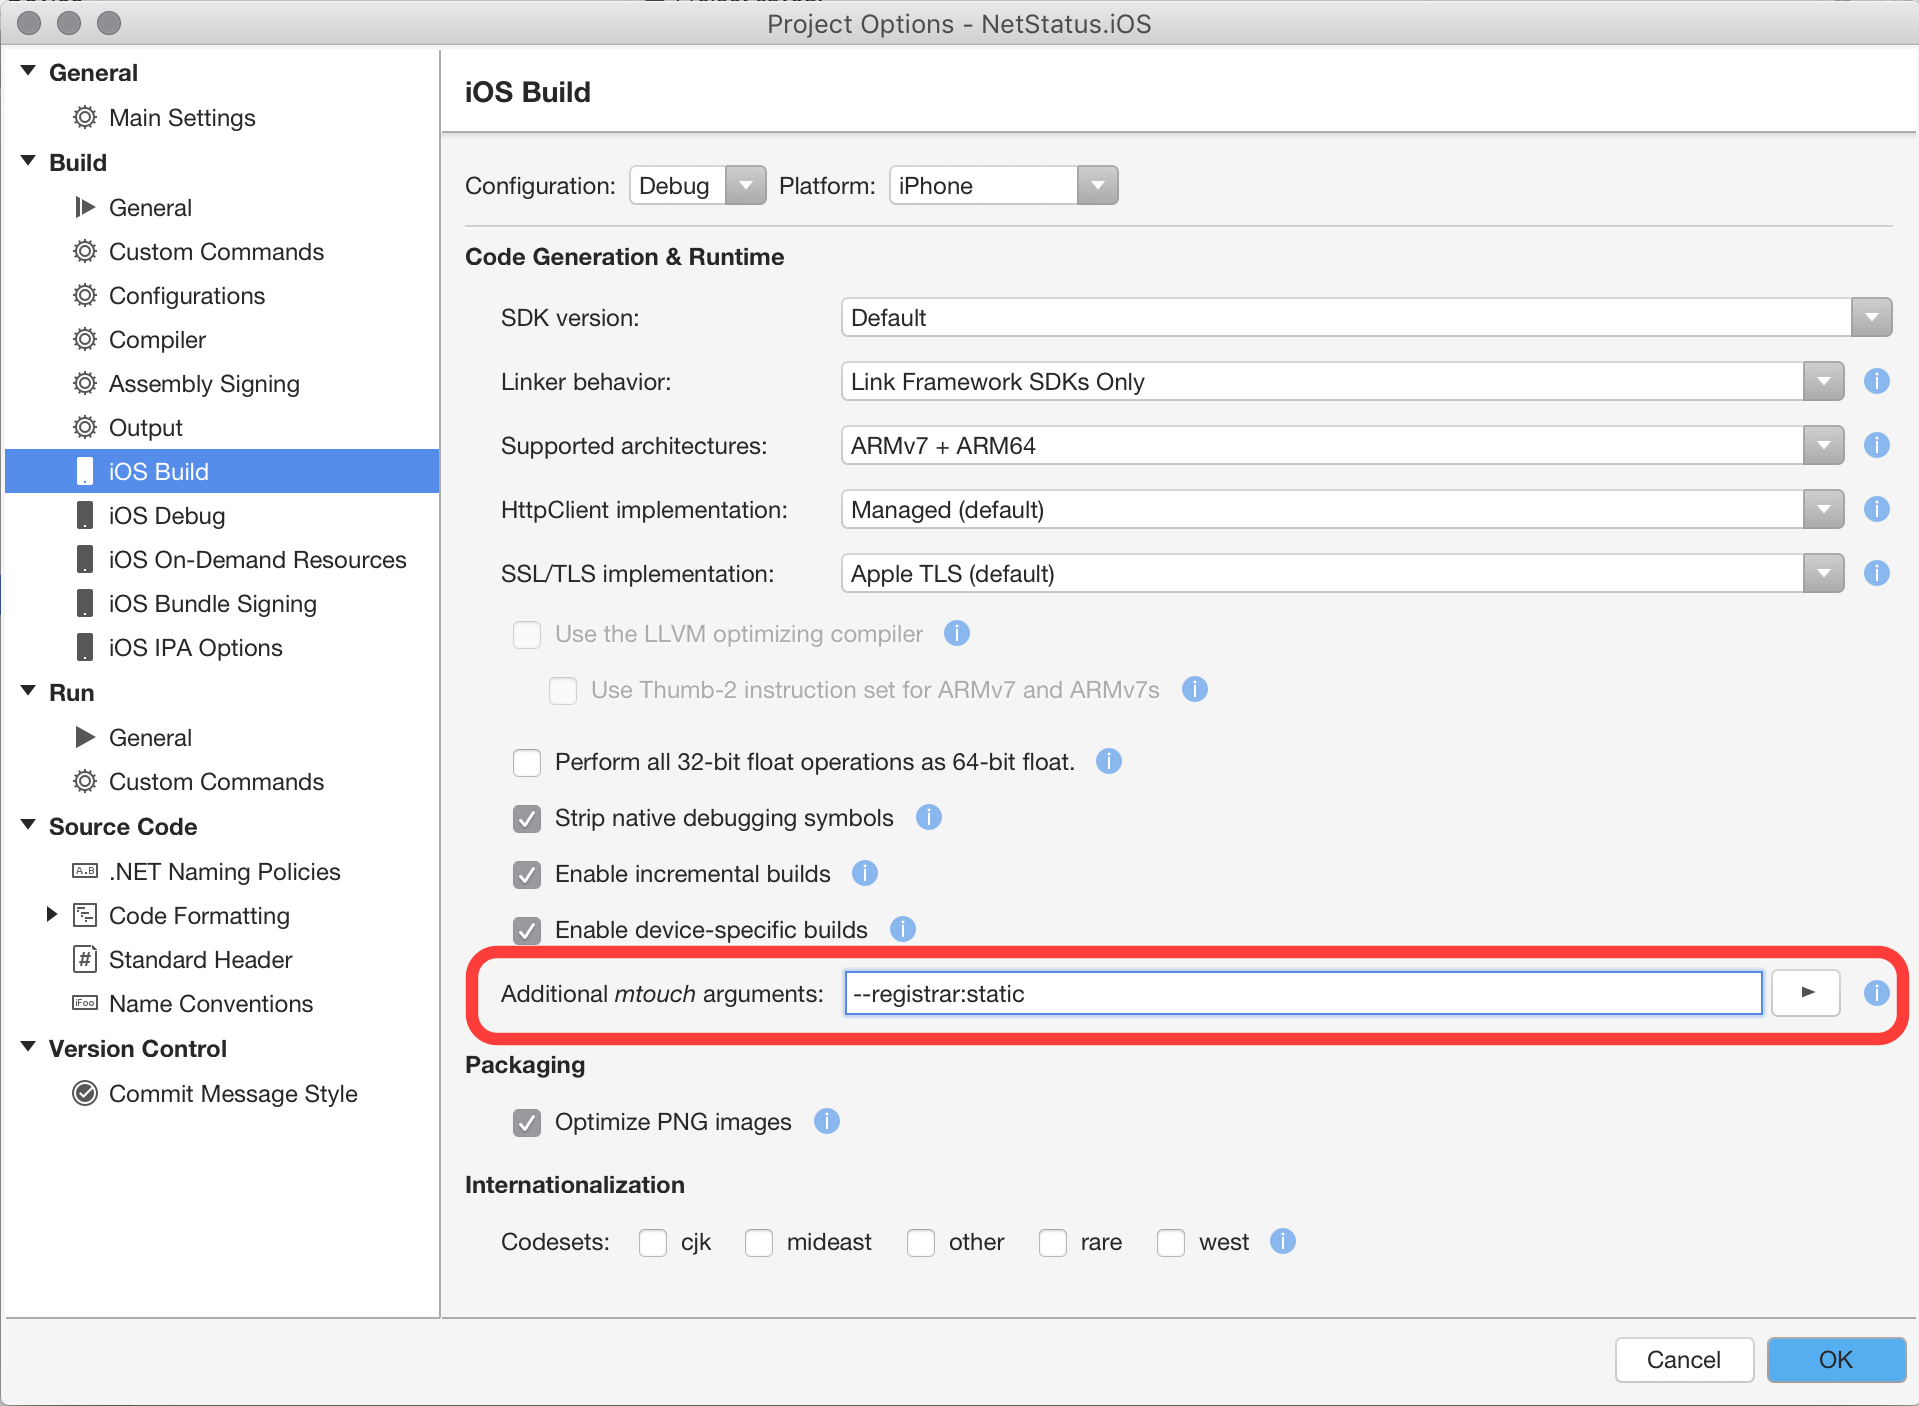 Project Options - NetStatus.iOS
General
Main Settings
Build
General
Custom Commands
Configurations
Compiler
Assembly Signing
Output
iOS Build
iOS Debug
iOS On-Demand Resources
iOS Bundle Signing
iOS IPA Options
Run
General
Custom Commands
Source Code
A.B .NET Naming Policies
Code Formatting
# Standard Header
iFoo Name Conventions
Version Control
Commit Message Style
iOS Build
Configuration: Debug Platform: iPhone
Code Generation & Runtime
SDK version: Default
Linker behavior: Link Framework SDKs Only
Supported architectures: ARMv7 + ARM64
HttpClient implementation: Managed (default)
SSL/TLS implementation: Apple TLS (default)
Use the LLVM optimizing compiler
Use Thumb-2 instruction set for ARMv7 and ARMv7s
Perform all 32-bit float operations as 64-bit float.
Strip native debugging symbols
Enable incremental builds
Enable device-specific builds
Additional mtouch arguments: --registrar:static
Packaging
Optimize PNG images
Internationalization
Codesets: cjk mideast other rare west
Cancel OK